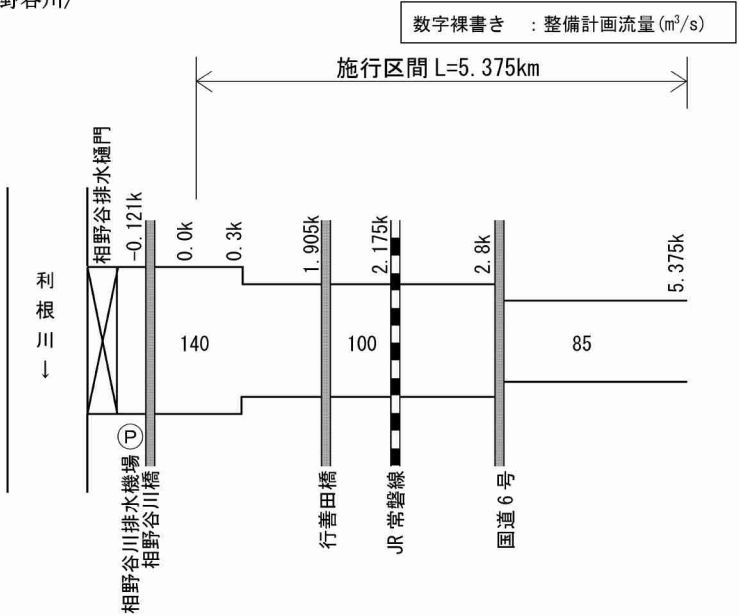 野谷川/
数字裸書き ：整備計画流量(m³/s)
施行区間 L=5.375km
相野谷排水樋門
-0.121k
0.0k
0.3k
1.905k
2.175k
2.8k
5.375k
利根川↓
140
100
85
P
相野谷川排水機場
相野谷川橋
行善田橋
JR常磐線
国道6号